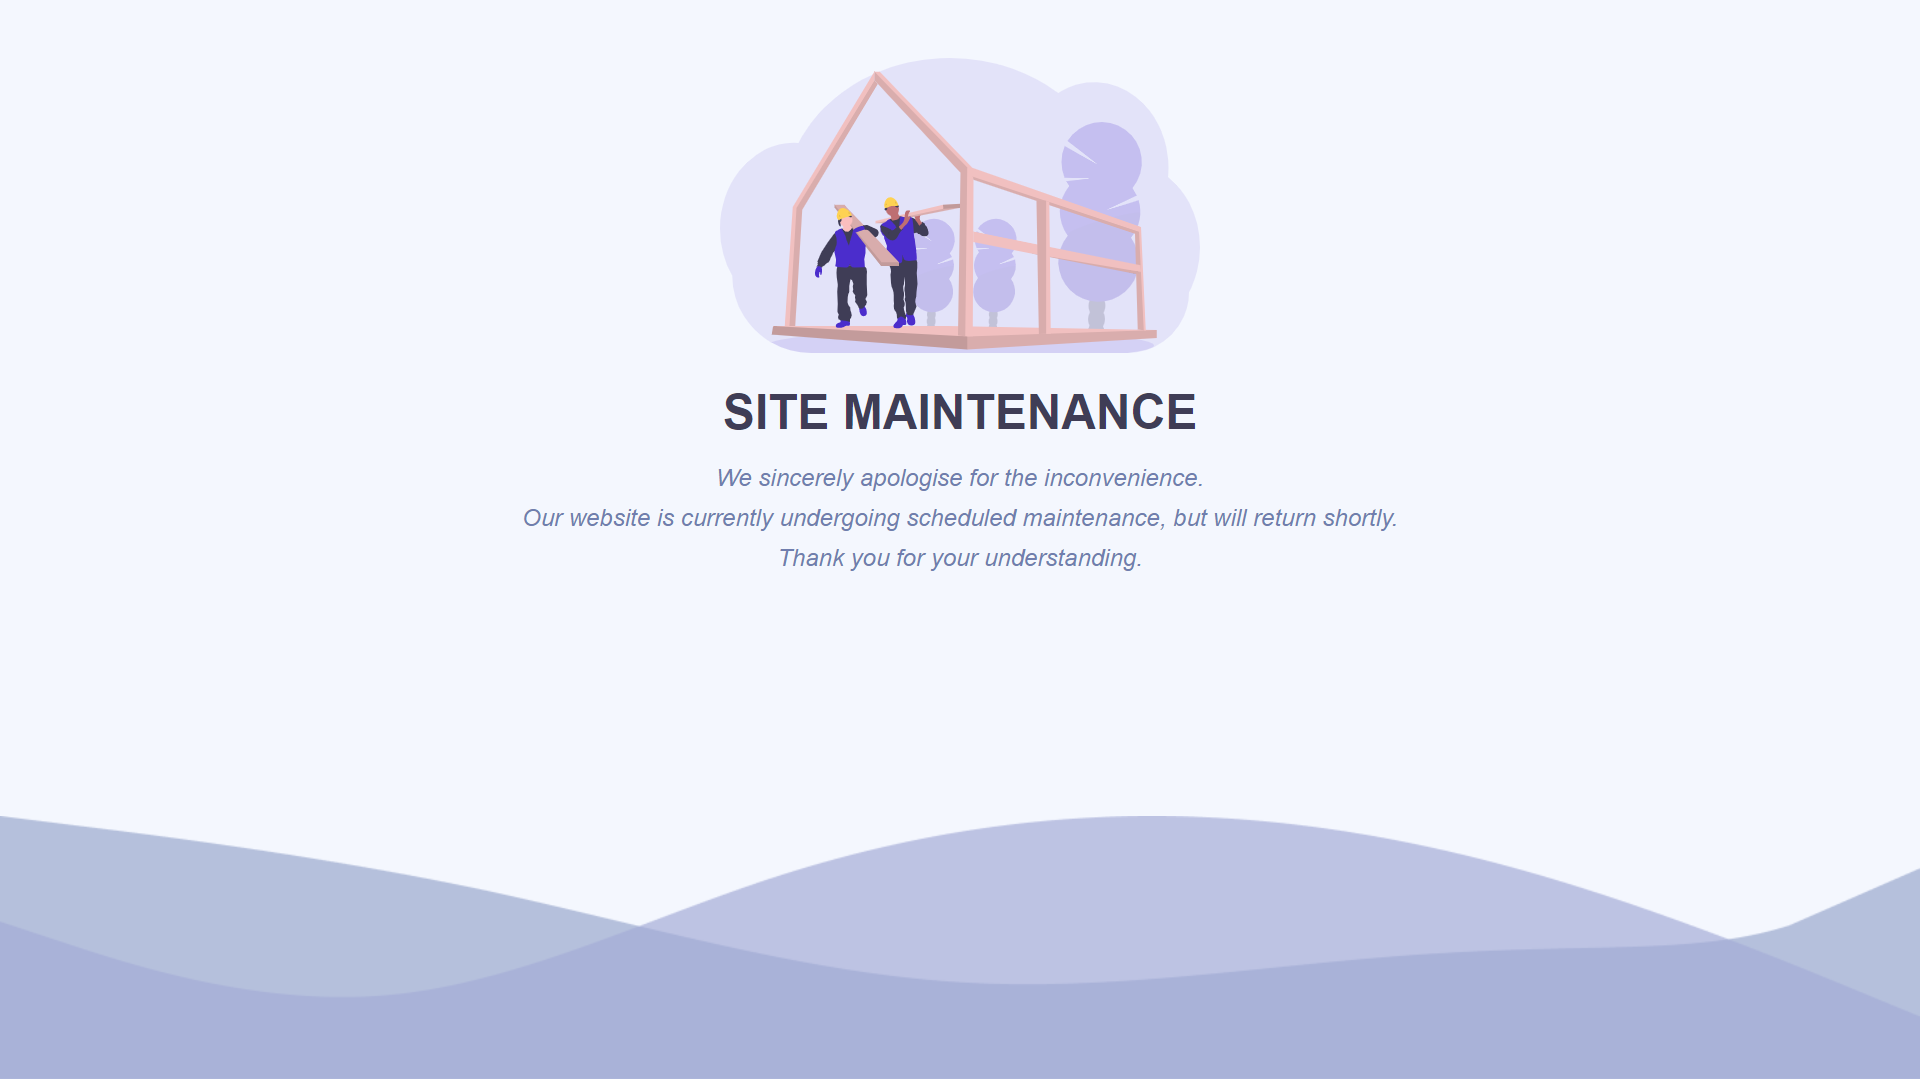 SITE MAINTENANCE
We sincerely apologise for the inconvenience.
Our website is currently undergoing scheduled maintenance, but will return shortly.
Thank you for your understanding.